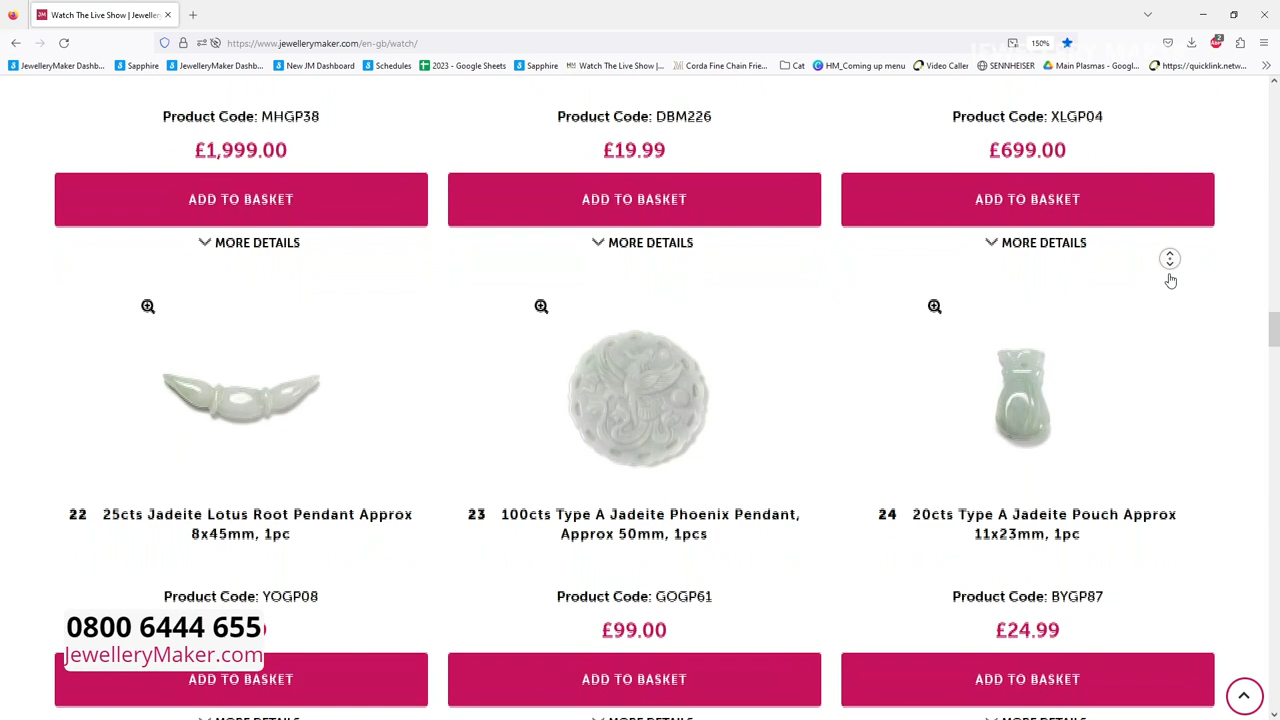 Watch The Live Show | Jeweller
https://www.jewellerymaker.com/en-gb/watch/
150%
2
JewelleryMaker Dashb...
Sapphire
JewelleryMaker Dashb...
New JM Dashboard
Schedules
2023 - Google Sheets
Sapphire
Watch The Live Show |...
Corda Fine Chain Frie...
Cat
HM_Coming up menu
Video Caller
SENNHEISER
Main Plasmas - Googl...
https://quicklink.netw...
Product Code: MHGP38
Product Code: DBM226
Product Code: XLGP04
£1,999.00
£19.99
£699.00
ADD TO BASKET
ADD TO BASKET
ADD TO BASKET
MORE DETAILS
MORE DETAILS
MORE DETAILS
22 25cts Jadeite Lotus Root Pendant Approx
8x45mm, 1pc
23 100cts Type A Jadeite Phoenix Pendant,
Approx 50mm, 1pcs
24 20cts Type A Jadeite Pouch Approx
11x23mm, 1pc
Product Code: YOGP08
Product Code: GOGP61
Product Code: BYGP87
0800 6444 655
JewelleryMaker.com
£99.00
£24.99
ADD TO BASKET
ADD TO BASKET
ADD TO BASKET